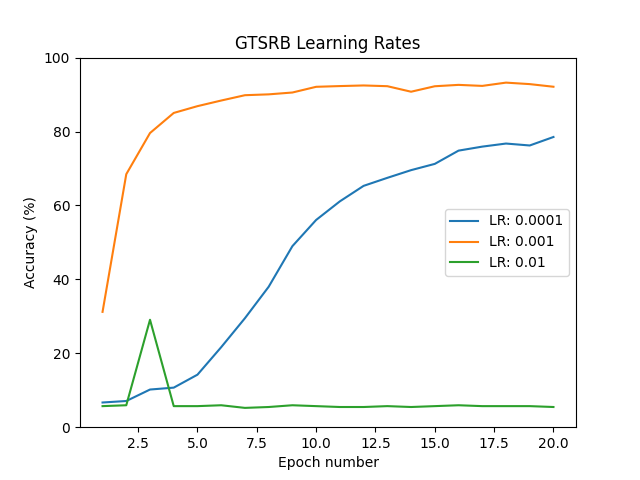 GTSRB Learning Rates
100
80
60
40
20
0
Accuracy (%)
LR: 0.0001
LR: 0.001
LR: 0.01
2.5 5.0 7.5 10.0 12.5 15.0 17.5 20.0
Epoch number